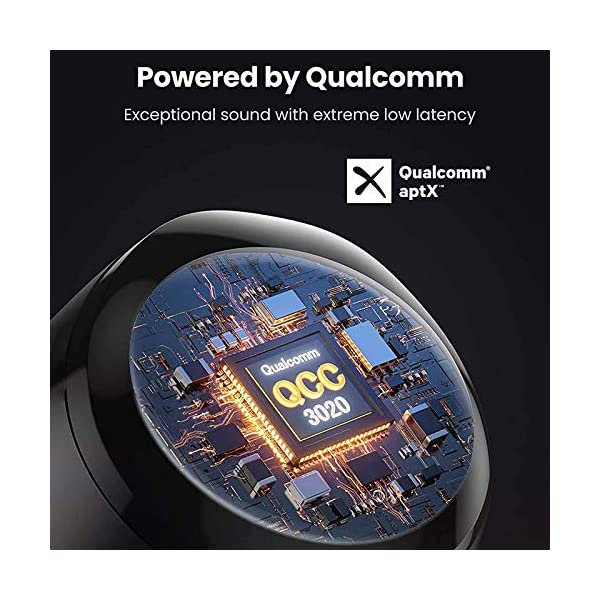 Powered by Qualcomm
Exceptional sound with extreme low latency
Qualcomm®
aptX™
Qualcomm
QCC
3020